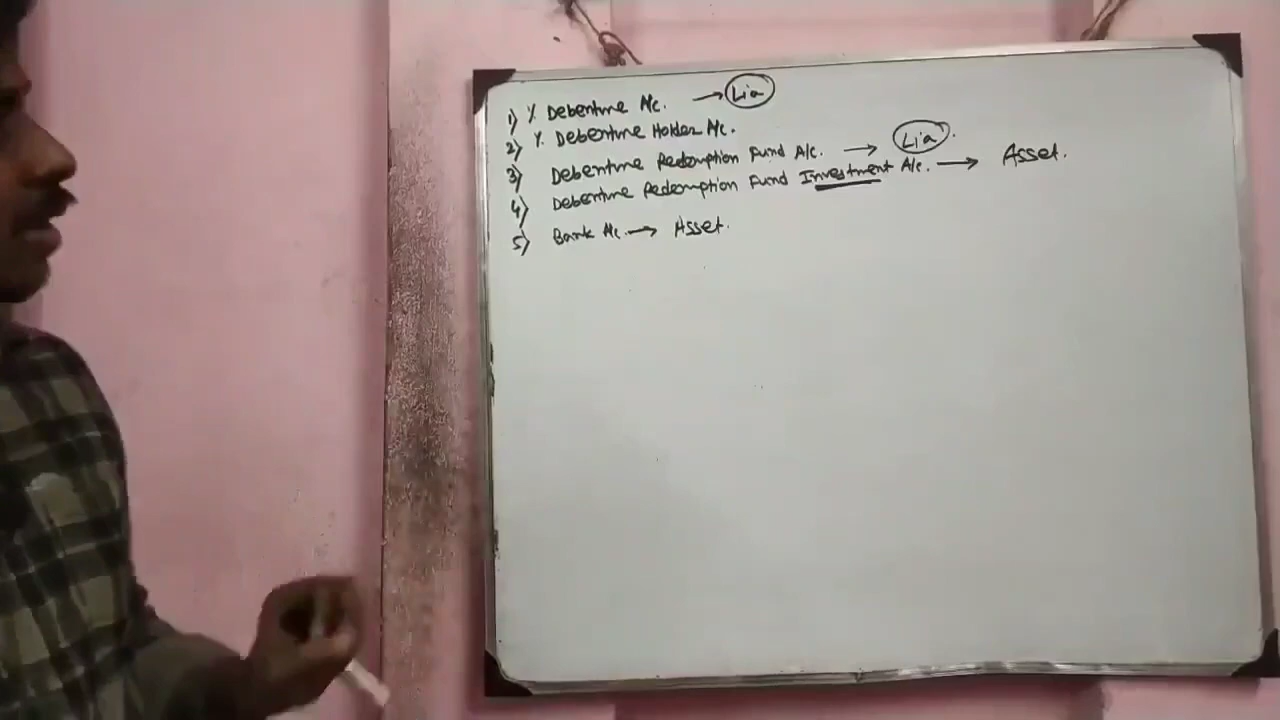 1) % Debenture A/c. → Lia
2) % Debenture Holder A/c.
3) Debenture Redemption Fund A/c. → Lia.
4) Debenture Redemption Fund Investment A/c. → Asset.
5) Bank A/c. → Asset.